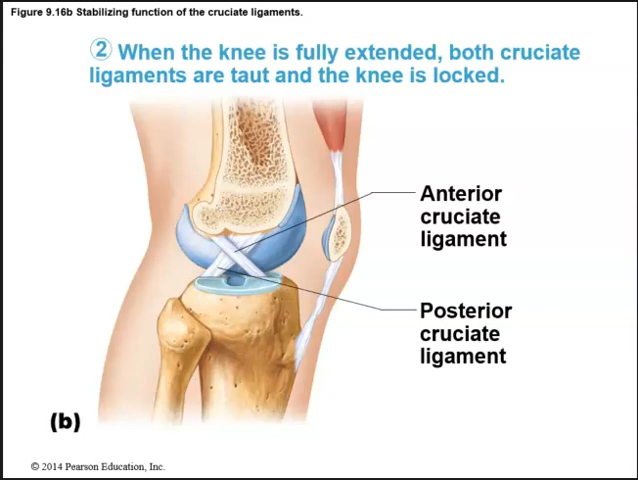 Figure 9.16b Stabilizing function of the cruciate ligaments.
② When the knee is fully extended, both cruciate
ligaments are taut and the knee is locked.
Anterior
cruciate
ligament
Posterior
cruciate
ligament
(b)
© 2014 Pearson Education, Inc.